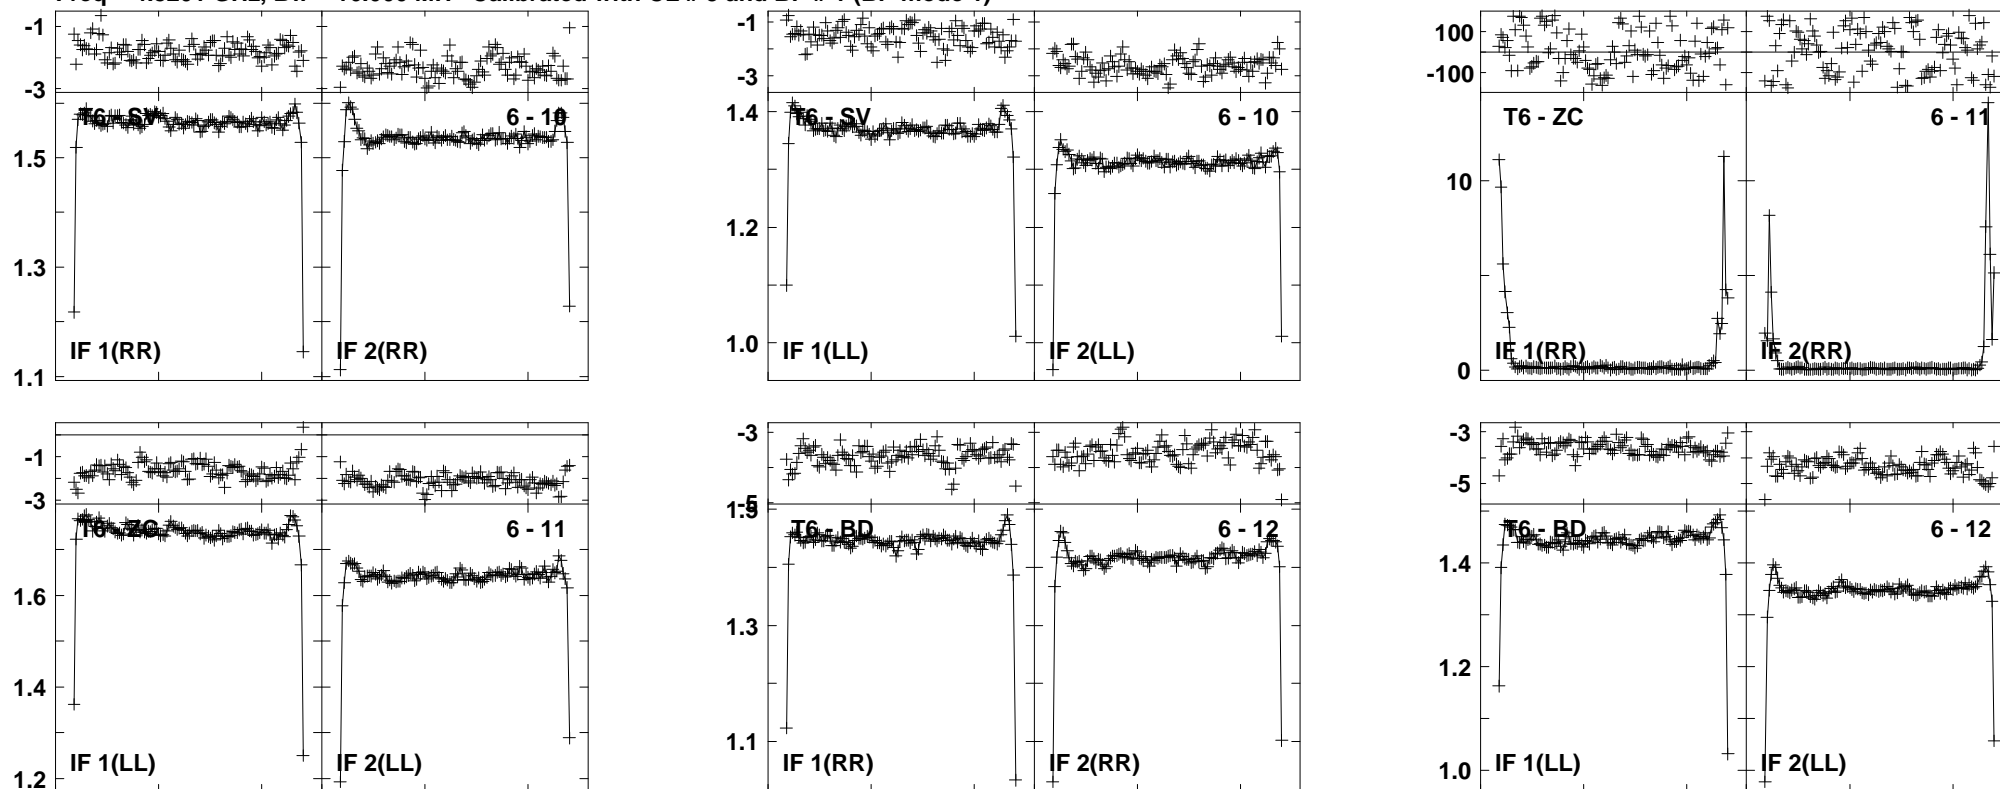 -1
-3
T6 - SV
6 - 10
1.5
1.3
1.1
IF 1(RR)
IF 2(RR)
-1
-3
1.4
T6 - SV
6 - 10
1.2
1.0
IF 1(LL)
IF 2(LL)
100
-100
T6 - ZC
6 - 11
10
0
IF 1(RR)
IF 2(RR)
-1
-3
T6 - ZC
6 - 11
1.6
1.4
1.2
IF 1(LL)
IF 2(LL)
-3
-5
1.5
T6 - BD
6 - 12
1.3
1.1
IF 1(RR)
IF 2(RR)
-3
-5
T6 - BD
6 - 12
1.4
1.2
1.0
IF 1(LL)
IF 2(LL)